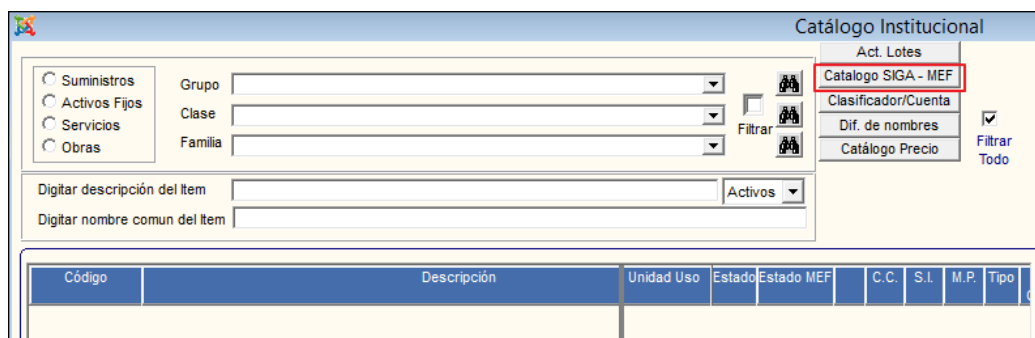 Catálogo Institucional
Act. Lotes
Suministros
Grupo
Catalogo SIGA - MEF
Activos Fijos
Clase
Clasificador/Cuenta
Servicios
Filtrar
Dif. de nombres
Obras
Familia
Catálogo Precio
Filtrar
Todo
Digitar descripción del Item
Activos
Digitar nombre comun del Item
Código Descripción Unidad Uso Estado Estado MEF C.C. S.I. M.P. Tipo